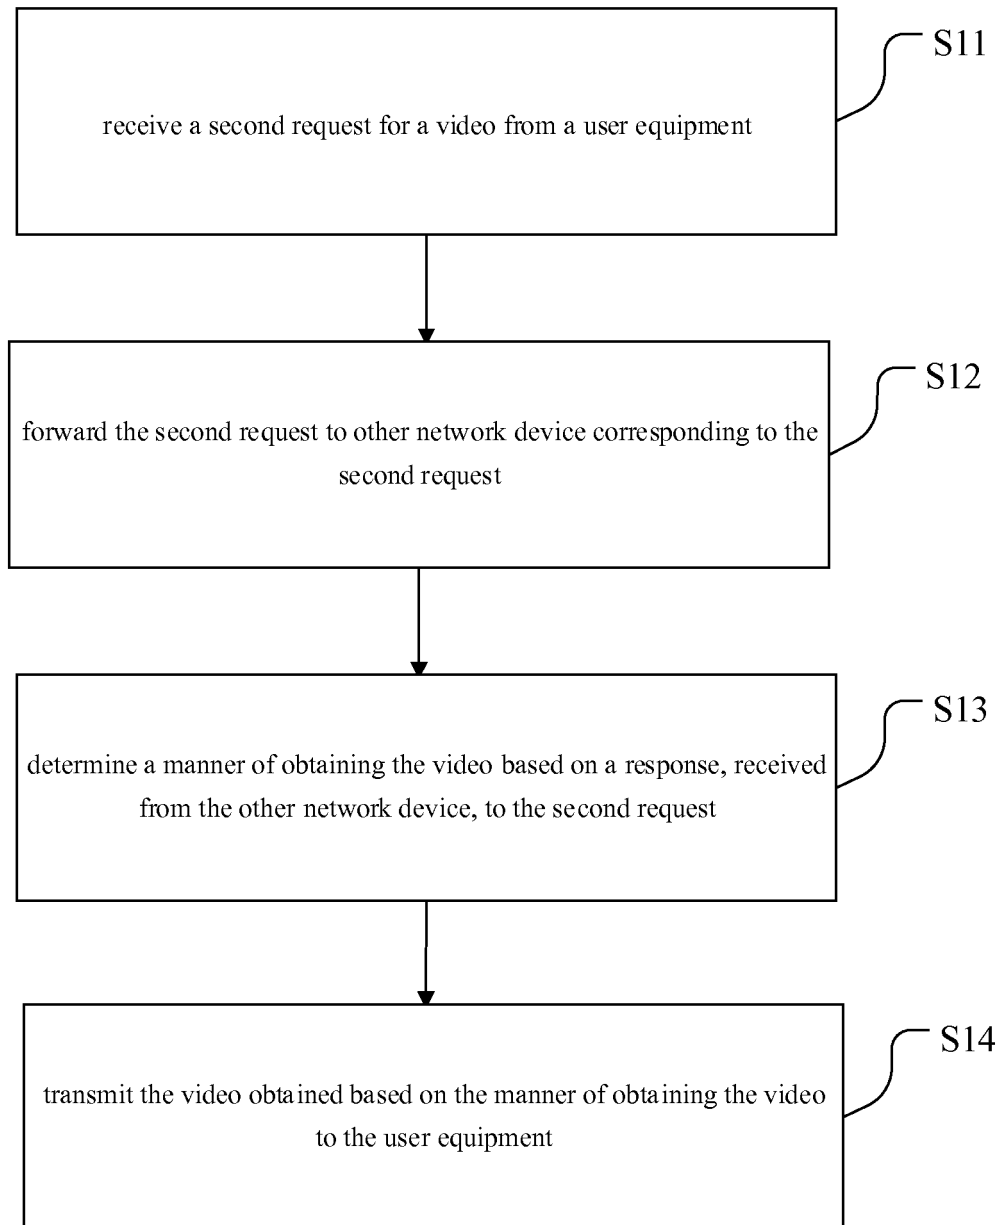 S11
receive a second request for a video from a user equipment
S12
forward the second request to other network device corresponding to the
second request
S13
determine a manner of obtaining the video based on a response, received
from the other network device, to the second request
S14
transmit the video obtained based on the manner of obtaining the video
to the user equipment